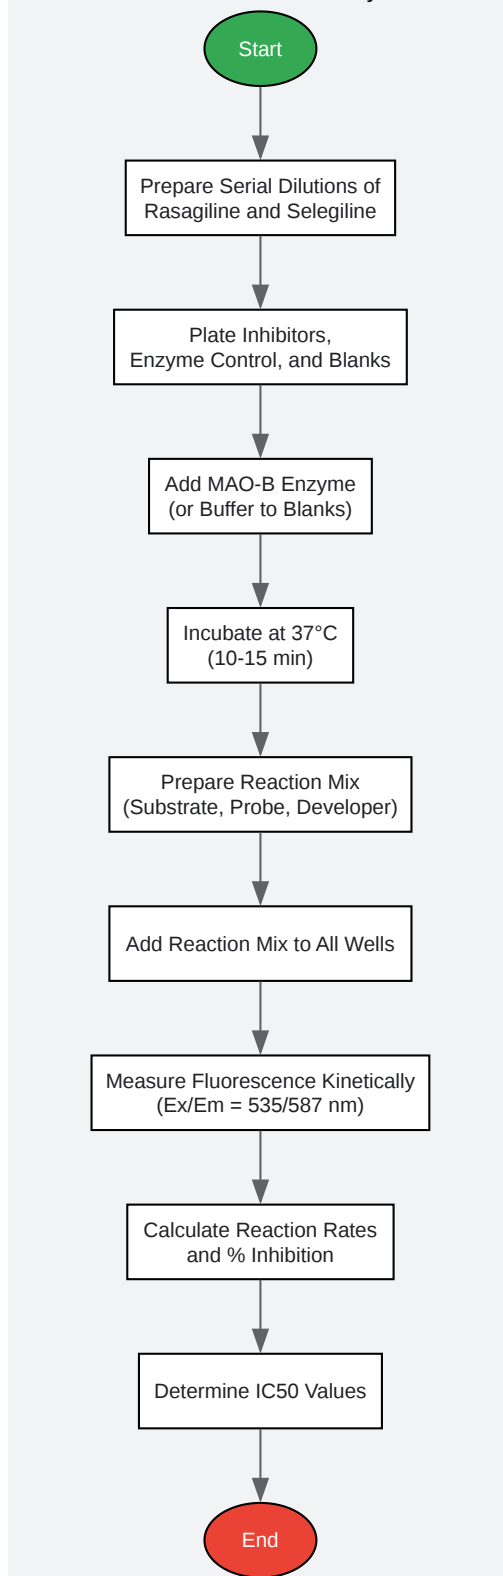 Start
Prepare Serial Dilutions of
Rasagiline and Selegiline
Plate Inhibitors,
Enzyme Control, and Blanks
Add MAO-B Enzyme
(or Buffer to Blanks)
Incubate at 37°C
(10-15 min)
Prepare Reaction Mix
(Substrate, Probe, Developer)
Add Reaction Mix to All Wells
Measure Fluorescence Kinetically
(Ex/Em = 535/587 nm)
Calculate Reaction Rates
and % Inhibition
Determine IC50 Values
End